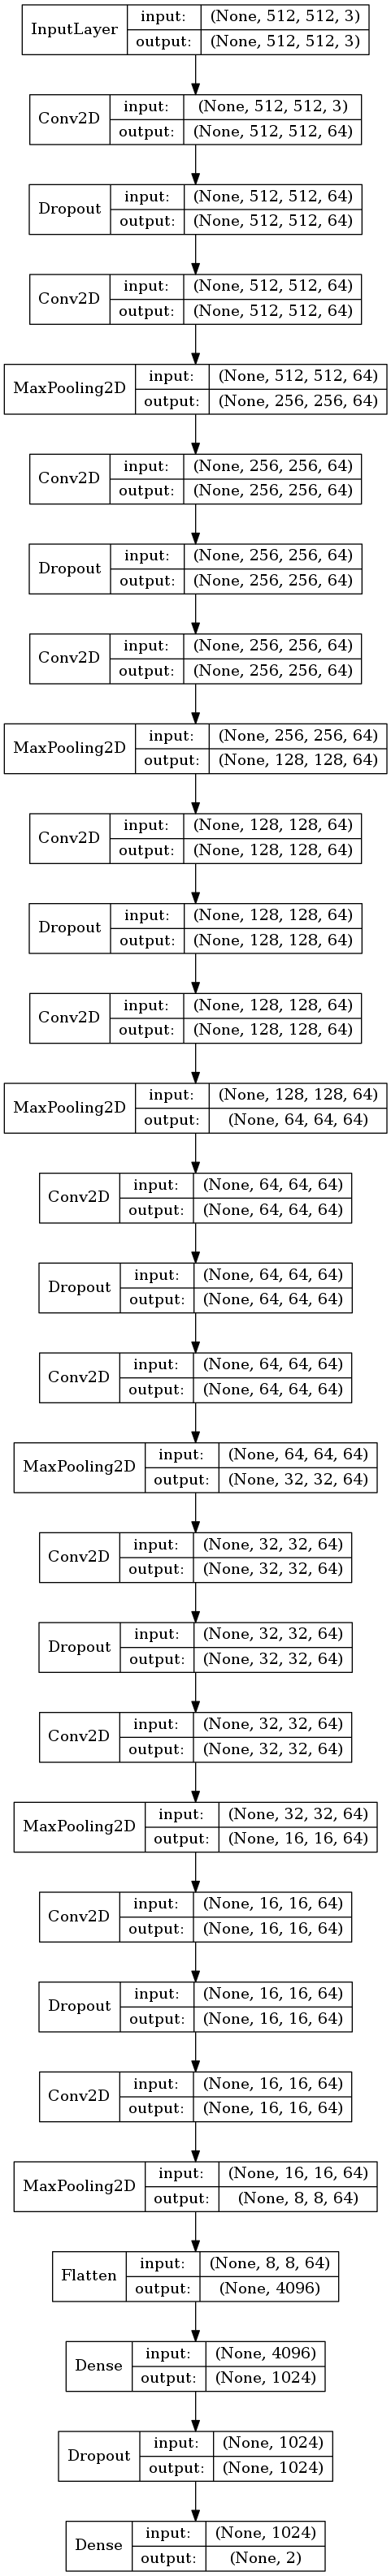 InputLayer input: (None, 512, 512, 3)
output: (None, 512, 512, 3)
Conv2D input: (None, 512, 512, 3)
output: (None, 512, 512, 64)
Dropout input: (None, 512, 512, 64)
output: (None, 512, 512, 64)
Conv2D input: (None, 512, 512, 64)
output: (None, 512, 512, 64)
MaxPooling2D input: (None, 512, 512, 64)
output: (None, 256, 256, 64)
Conv2D input: (None, 256, 256, 64)
output: (None, 256, 256, 64)
Dropout input: (None, 256, 256, 64)
output: (None, 256, 256, 64)
Conv2D input: (None, 256, 256, 64)
output: (None, 256, 256, 64)
MaxPooling2D input: (None, 256, 256, 64)
output: (None, 128, 128, 64)
Conv2D input: (None, 128, 128, 64)
output: (None, 128, 128, 64)
Dropout input: (None, 128, 128, 64)
output: (None, 128, 128, 64)
Conv2D input: (None, 128, 128, 64)
output: (None, 128, 128, 64)
MaxPooling2D input: (None, 128, 128, 64)
output: (None, 64, 64, 64)
Conv2D input: (None, 64, 64, 64)
output: (None, 64, 64, 64)
Dropout input: (None, 64, 64, 64)
output: (None, 64, 64, 64)
Conv2D input: (None, 64, 64, 64)
output: (None, 64, 64, 64)
MaxPooling2D input: (None, 64, 64, 64)
output: (None, 32, 32, 64)
Conv2D input: (None, 32, 32, 64)
output: (None, 32, 32, 64)
Dropout input: (None, 32, 32, 64)
output: (None, 32, 32, 64)
Conv2D input: (None, 32, 32, 64)
output: (None, 32, 32, 64)
MaxPooling2D input: (None, 32, 32, 64)
output: (None, 16, 16, 64)
Conv2D input: (None, 16, 16, 64)
output: (None, 16, 16, 64)
Dropout input: (None, 16, 16, 64)
output: (None, 16, 16, 64)
Conv2D input: (None, 16, 16, 64)
output: (None, 16, 16, 64)
MaxPooling2D input: (None, 16, 16, 64)
output: (None, 8, 8, 64)
Flatten input: (None, 8, 8, 64)
output: (None, 4096)
Dense input: (None, 4096)
output: (None, 1024)
Dropout input: (None, 1024)
output: (None, 1024)
Dense input: (None, 1024)
output: (None, 2)